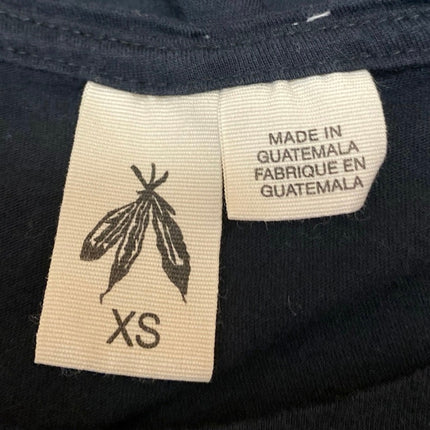 XS
MADE IN
GUATEMALA
FABRIQUE EN
GUATEMALA